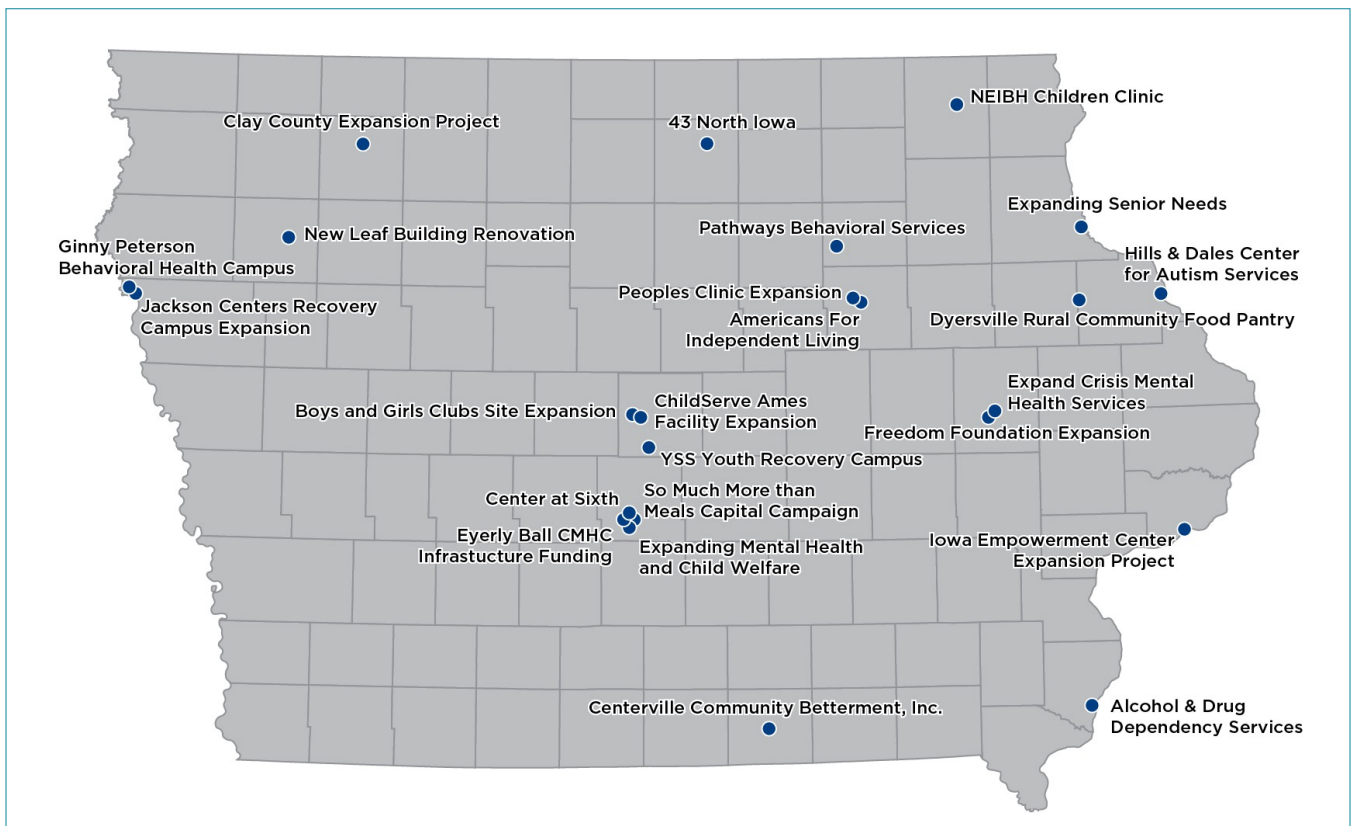 NEIBH Children Clinic
Clay County Expansion Project
43 North Iowa
Expanding Senior Needs
Pathways Behavioral Services
New Leaf Building Renovation
Ginny Peterson
Behavioral Health Campus
Hills & Dales Center
for Autism Services
Jackson Centers Recovery
Campus Expansion
Peoples Clinic Expansion
Americans For
Independent Living
Dyersville Rural Community Food Pantry
Boys and Girls Clubs Site Expansion
ChildServe Ames
Facility Expansion
Expand Crisis Mental
Health Services
Freedom Foundation Expansion
YSS Youth Recovery Campus
Center at Sixth
So Much More than
Meals Capital Campaign
Eyerly Ball CMHC
Infrastucture Funding
Expanding Mental Health
and Child Welfare
Iowa Empowerment Center
Expansion Project
Centerville Community Betterment, Inc.
Alcohol & Drug
Dependency Services